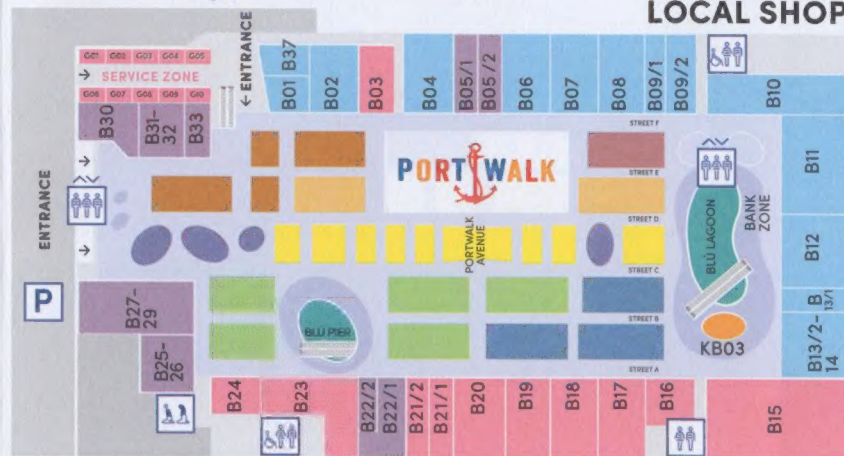 LOCAL SHOP
G01 G02 G03 G04 G05
SERVICE ZONE
G06 G07 G08 G09 G10
B30
B31-
32
B33
ENTRANCE
B01
B37
B02
B03
B04
B05/1
B05/2
B06
B07
B08
B09/1
B09/2
B10
B11
B12
B
13/1
B13/2-
14
STREET F
STREET E
STREET D
STREET C
STREET B
STREET A
PORTWALK
PORTWALK
AVENUE
BLÚ LAGOON
BANK
ZONE
KB03
ENTRANCE
P
B27-
29
B25-
26
BLÚ PIER
B24
B23
B22/2
B22/1
B21/2
B21/1
B20
B19
B18
B17
B16
B15